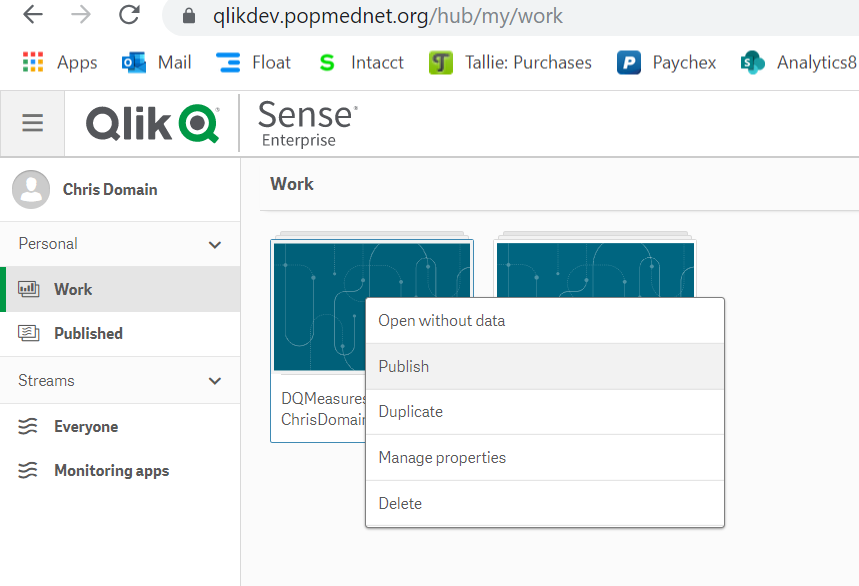 qlikdev.popmednet.org/hub/my/work
Apps Mail Float S Intacct Tallie: Purchases P Paychex S Analytics8
Qlik Sense®
Enterprise
Chris Domain
Work
Personal
Work
Published
Streams
Everyone
Monitoring apps
DQMeasures
ChrisDomain
Open without data
Publish
Duplicate
Manage properties
Delete